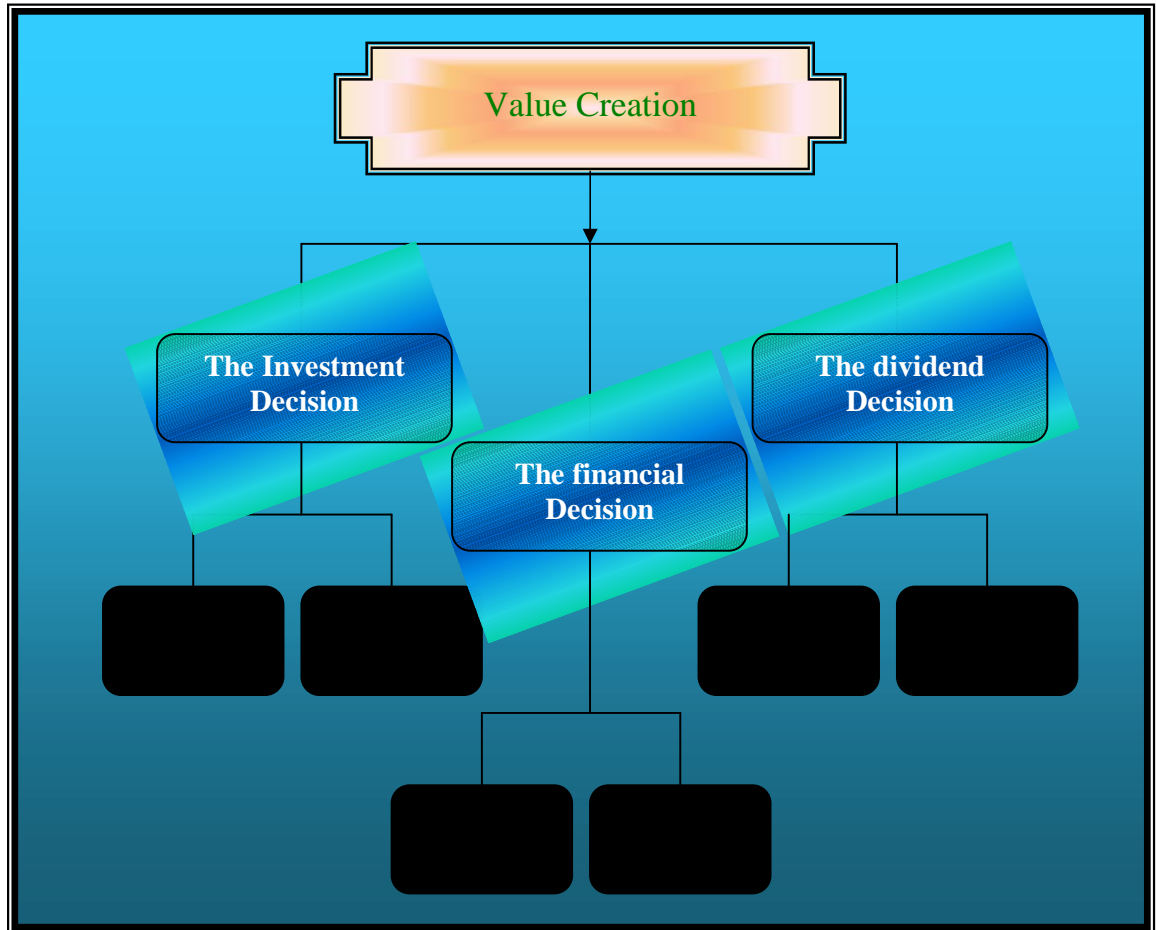 Value Creation
The Investment
Decision
The financial
Decision
The dividend
Decision